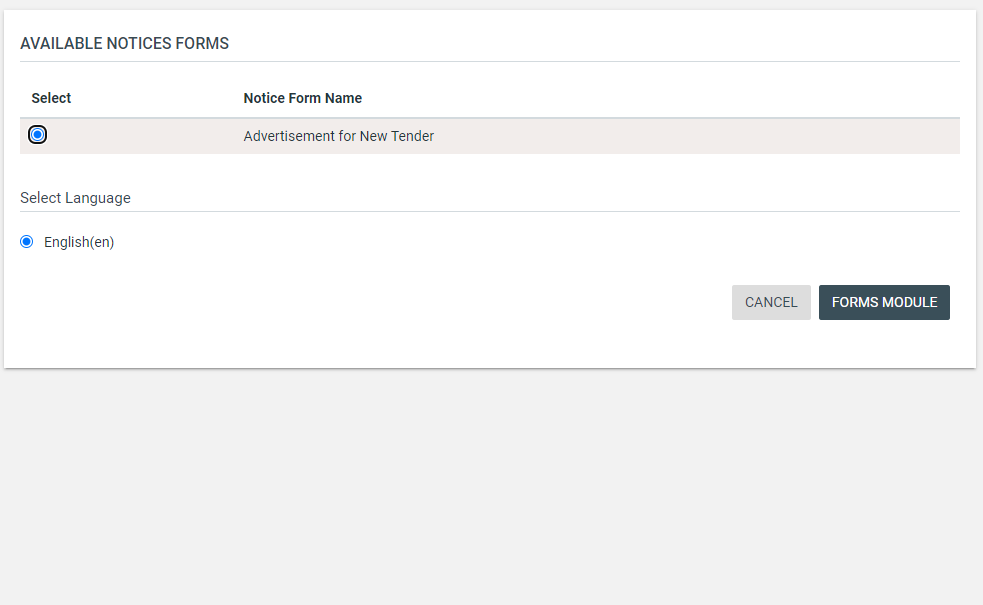 AVAILABLE NOTICES FORMS
Select Notice Form Name
Advertisement for New Tender
Select Language
English(en)
CANCEL FORMS MODULE